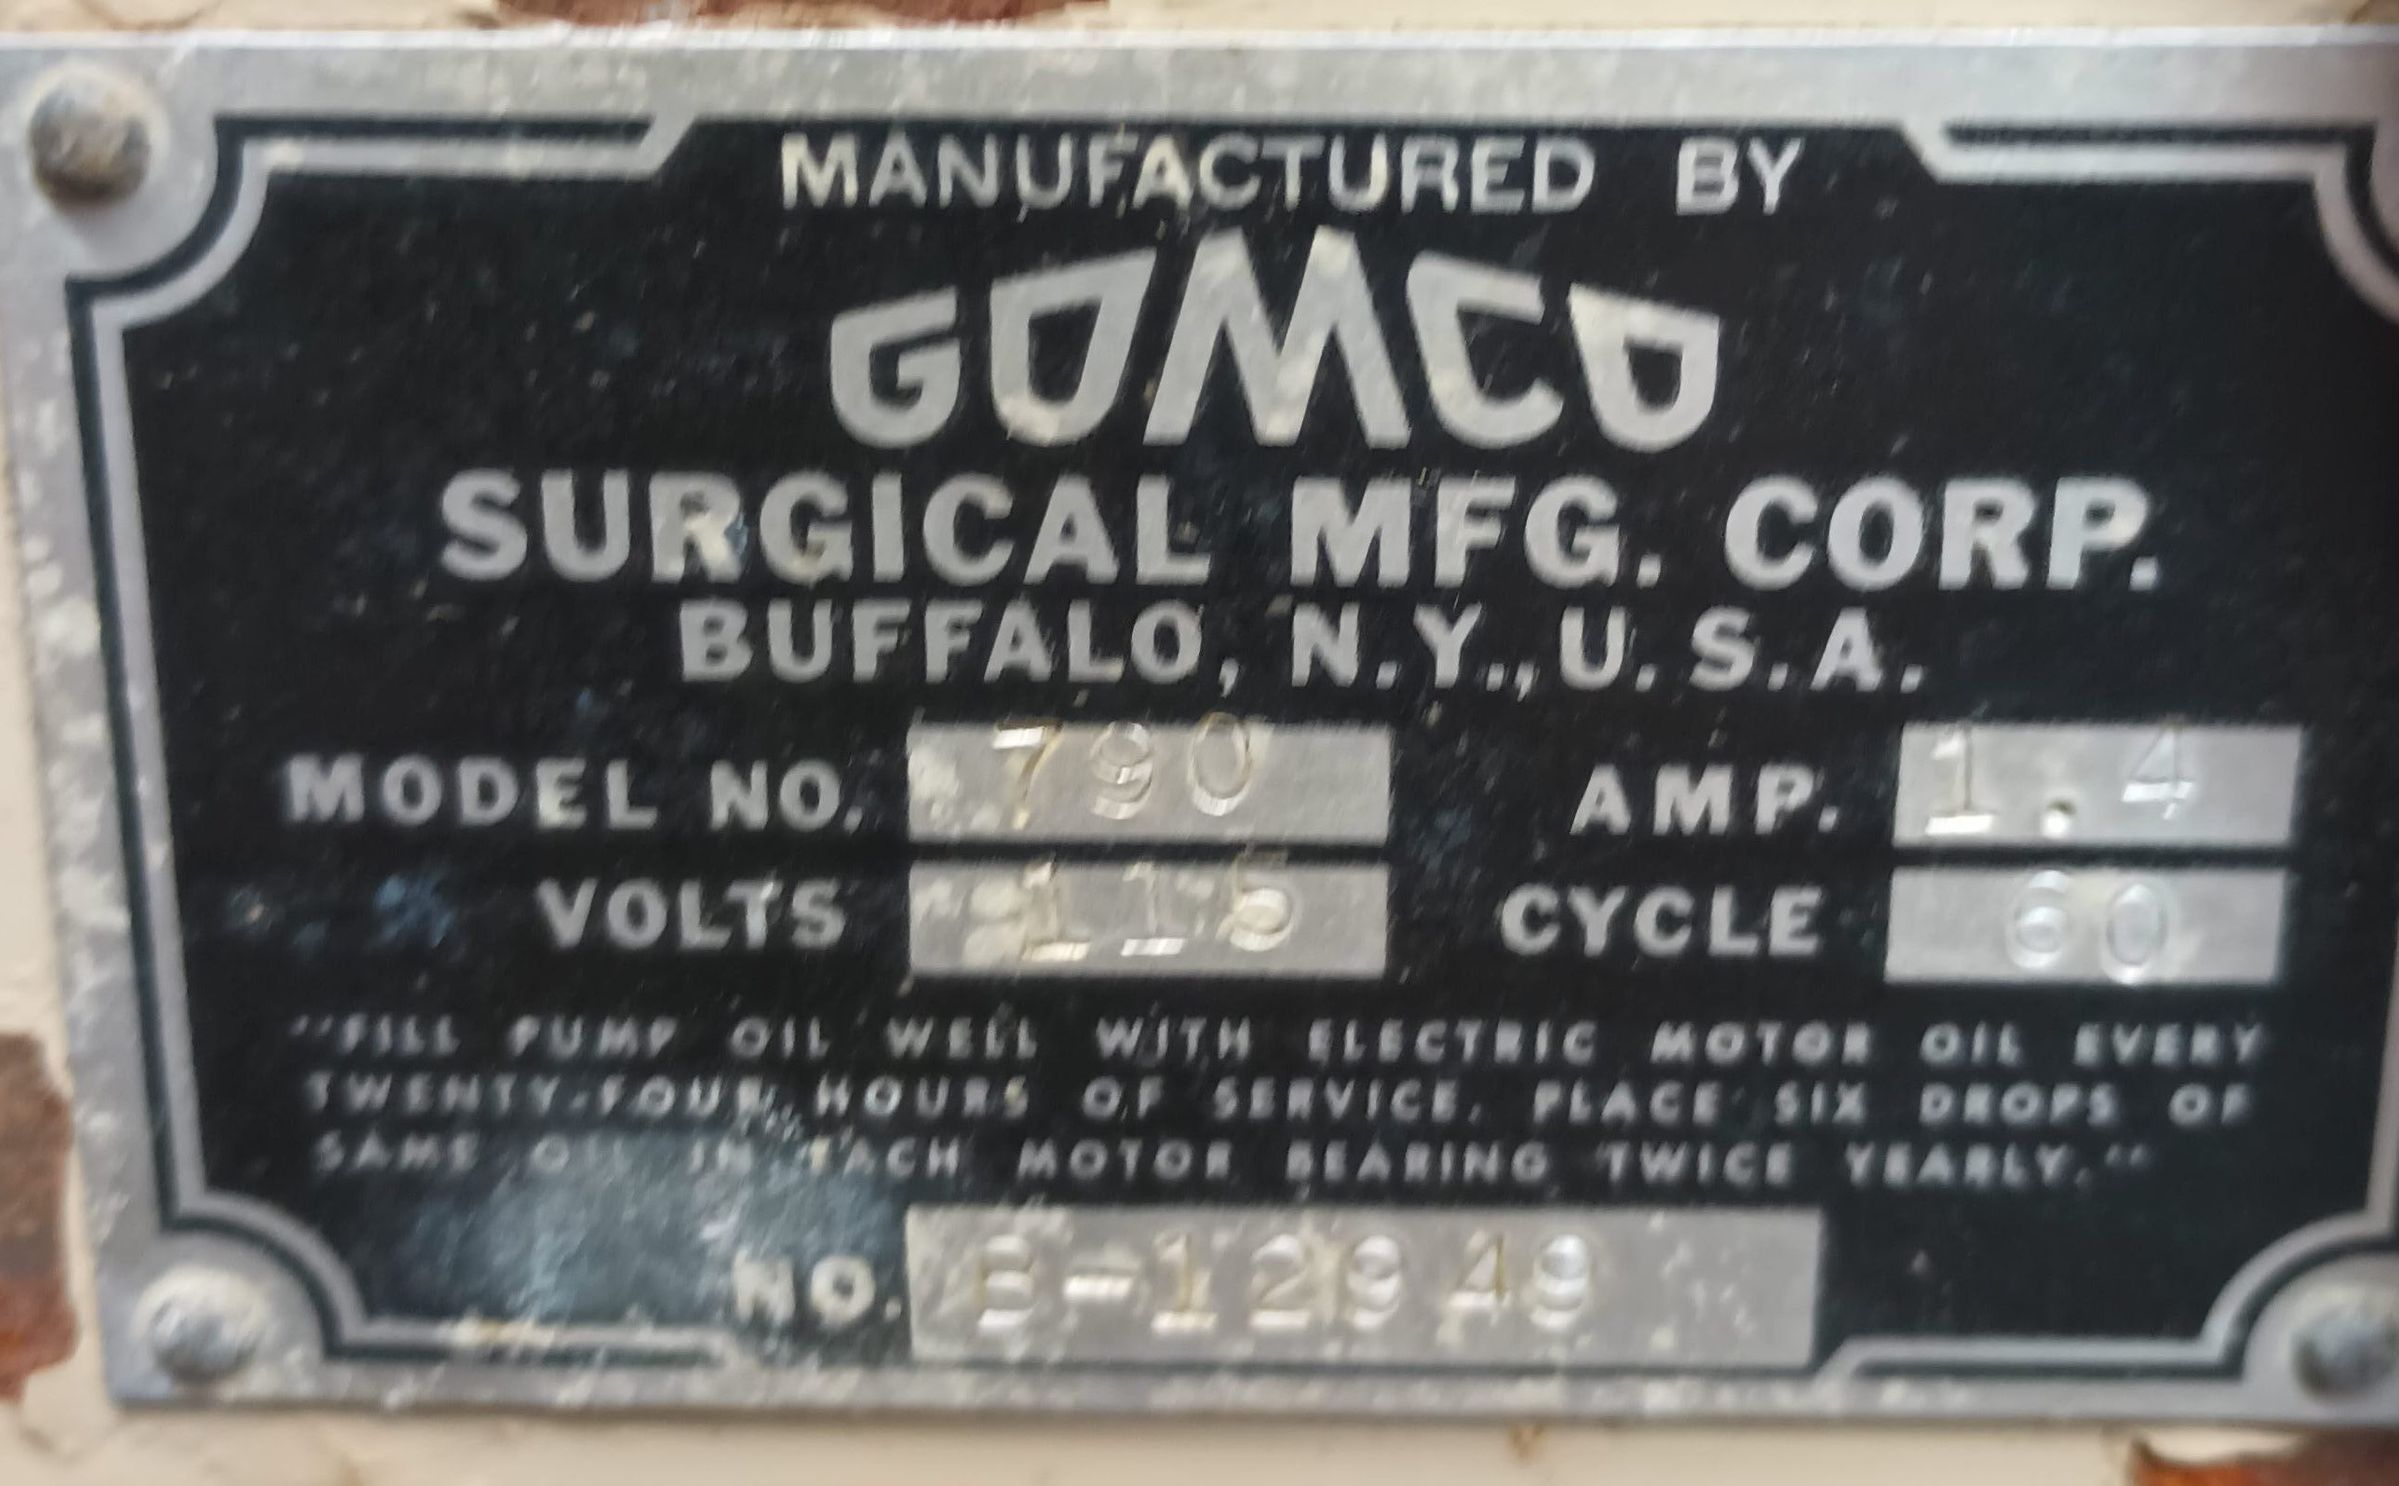 MANUFACTURED BY
GOMCO
SURGICAL MFG. CORP.
BUFFALO, N.Y., U.S.A.
MODEL NO. 790 AMP. 1.4
VOLTS 115 CYCLE 60
"FILL PUMP OIL WELL WITH ELECTRIC MOTOR OIL EVERY
TWENTY-FOUR HOURS OF SERVICE. PLACE SIX DROPS OF
SAME OIL IN EACH MOTOR BEARING TWICE YEARLY."
NO. B-12949